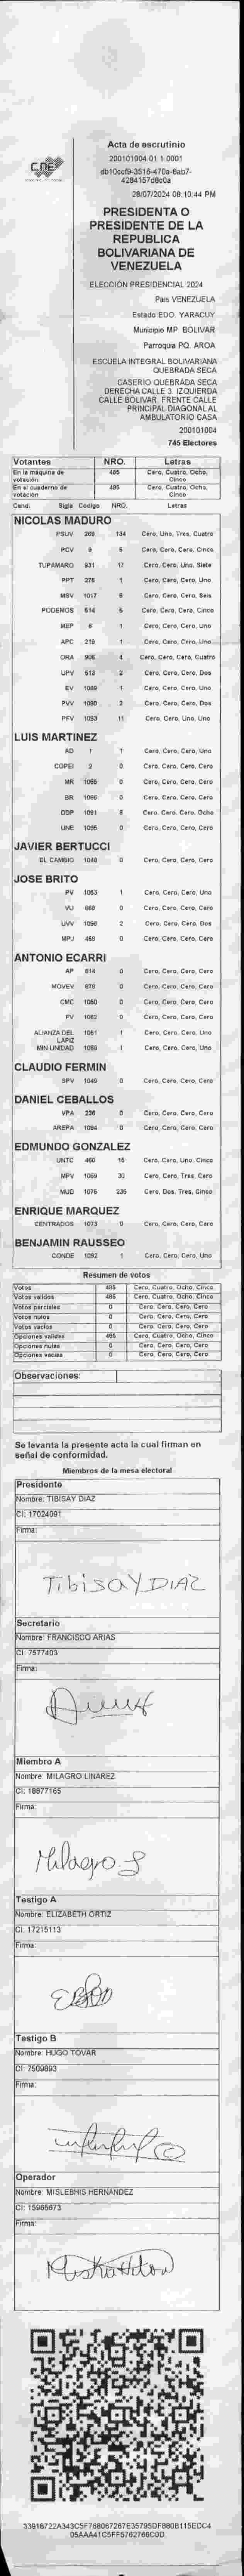 CNE
Acta de escrutinio
200101004.01.1.0001
db10ccf9-3516-470a-8ab7-
4284157d8c0a
28/07/2024 08:10:44 PM
PRESIDENTA O
PRESIDENTE DE LA
REPUBLICA
BOLIVARIANA DE
VENEZUELA
ELECCIÓN PRESIDENCIAL 2024
Pais VENEZUELA
Estado EDO. YARACUY
Municipio MP. BOLIVAR
Parroquia PQ. AROA
ESCUELA INTEGRAL BOLIVARIANA
QUEBRADA SECA
CASERIO QUEBRADA SECA
DERECHA CALLE 3. IZQUIERDA
CALLE BOLIVAR. FRENTE CALLE
PRINCIPAL DIAGONAL AL
AMBULATORIO CASA
200101004
745 Electores
Votantes NRO. Letras
En la maquina de votación 485 Cero, Cuatro, Ocho, Cinco
En el cuaderno de votación 485 Cero, Cuatro, Ocho, Cinco
Cand. Sigla Codigo NRO. Letras
NICOLAS MADURO
PSUV 269 134 Cero, Uno, Tres, Cuatro
PCV 9 5 Cero, Cero, Cero, Cinco
TUPAMARO 931 17 Cero, Cero, Uno, Siete
PPT 276 1 Cero, Cero, Cero, Uno
MSV 1017 6 Cero, Cero, Cero, Seis
PODEMOS 514 5 Cero, Cero, Cero, Cinco
MEP 6 1 Cero, Cero, Cero, Uno
APC 219 1 Cero, Cero, Cero, Uno
ORA 906 4 Cero, Cero, Cero, Cuatro
UPV 513 2 Cero, Cero, Cero, Dos
EV 1089 1 Cero, Cero, Cero, Uno
PVV 1090 2 Cero, Cero, Cero, Dos
PFV 1093 11 Cero, Cero, Uno, Uno
LUIS MARTINEZ
AD 1 1 Cero, Cero, Cero, Uno
COPEI 2 0 Cero, Cero, Cero, Cero
MR 1065 0 Cero, Cero, Cero, Cero
BR 1066 0 Cero, Cero, Cero, Cero
DDP 1091 8 Cero, Cero, Cero, Ocho
UNE 1095 0 Cero, Cero, Cero, Cero
JAVIER BERTUCCI
EL CAMBIO 1048 0 Cero, Cero, Cero, Cero
JOSE BRITO
PV 1053 1 Cero, Cero, Cero, Uno
VU 868 0 Cero, Cero, Cero, Cero
UVV 1096 2 Cero, Cero, Cero, Dos
MPJ 458 0 Cero, Cero, Cero, Cero
ANTONIO ECARRI
AP 814 0 Cero, Cero, Cero, Cero
MOVEV 878 0 Cero, Cero, Cero, Cero
CMC 1050 0 Cero, Cero, Cero, Cero
FV 1052 0 Cero, Cero, Cero, Cero
ALIANZA DEL LAPIZ 1051 1 Cero, Cero, Cero, Uno
MIN UNIDAD 1058 1 Cero, Cero, Cero, Uno
CLAUDIO FERMIN
SPV 1049 0 Cero, Cero, Cero, Cero
DANIEL CEBALLOS
VPA 236 0 Cero, Cero, Cero, Cero
AREPA 1094 0 Cero, Cero, Cero, Cero
EDMUNDO GONZALEZ
UNTC 460 15 Cero, Cero, Uno, Cinco
MPV 1069 30 Cero, Cero, Tres, Cero
MUD 1076 235 Cero, Dos, Tres, Cinco
ENRIQUE MARQUEZ
CENTRADOS 1073 0 Cero, Cero, Cero, Cero
BENJAMIN RAUSSEO
CONDE 1092 1 Cero, Cero, Cero, Uno
Resumen de votos
Votos 485 Cero, Cuatro, Ocho, Cinco
Votos validos 485 Cero, Cuatro, Ocho, Cinco
Votos parciales 0 Cero, Cero, Cero, Cero
Votos nulos 0 Cero, Cero, Cero, Cero
Votos vacios 0 Cero, Cero, Cero, Cero
Opciones validas 485 Cero, Cuatro, Ocho, Cinco
Opciones nulas 0 Cero, Cero, Cero, Cero
Opciones vacias 0 Cero, Cero, Cero, Cero
Observaciones:
Se levanta la presente acta la cual firman en
señal de conformidad.
Miembros de la mesa electoral
Presidente
Nombre: TIBISAY DIAZ
CI: 17024091
Firma:
TibiSaY DIAZ
Secretario
Nombre: FRANCISCO ARIAS
CI: 7577403
Firma:
Miembro A
Nombre: MILAGRO LINAREZ
CI: 18877165
Firma:
Milagro
Testigo A
Nombre: ELIZABETH ORTIZ
CI: 17215113
Firma:
Testigo B
Nombre: HUGO TOVAR
CI: 7509893
Firma:
Operador
Nombre: MISLEBHIS HERNANDEZ
CI: 15965673
Firma:
33918722A343C5F768067267E35795DF880B115EDC4
05AAA41C5FF5762766C0D